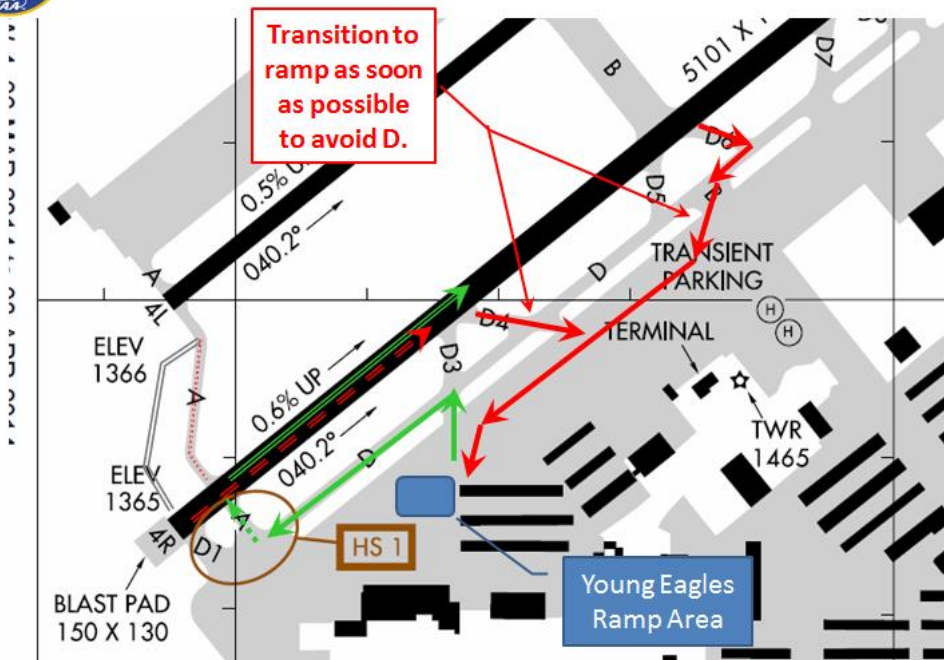 FAA.
Transition to
ramp as soon
as possible
to avoid D.
B
5101 X
D7
0.5% U
040.2°
D6
D5
D
A
4L
TRANSIENT
PARKING
H
H
D
D4
TERMINAL
ELEV
1366
A
0.6% UP
D3
040.2°
TWR
1465
D
ELEV
1365
A
4R
D1
HS 1
BLAST PAD
150 X 130
Young Eagles
Ramp Area